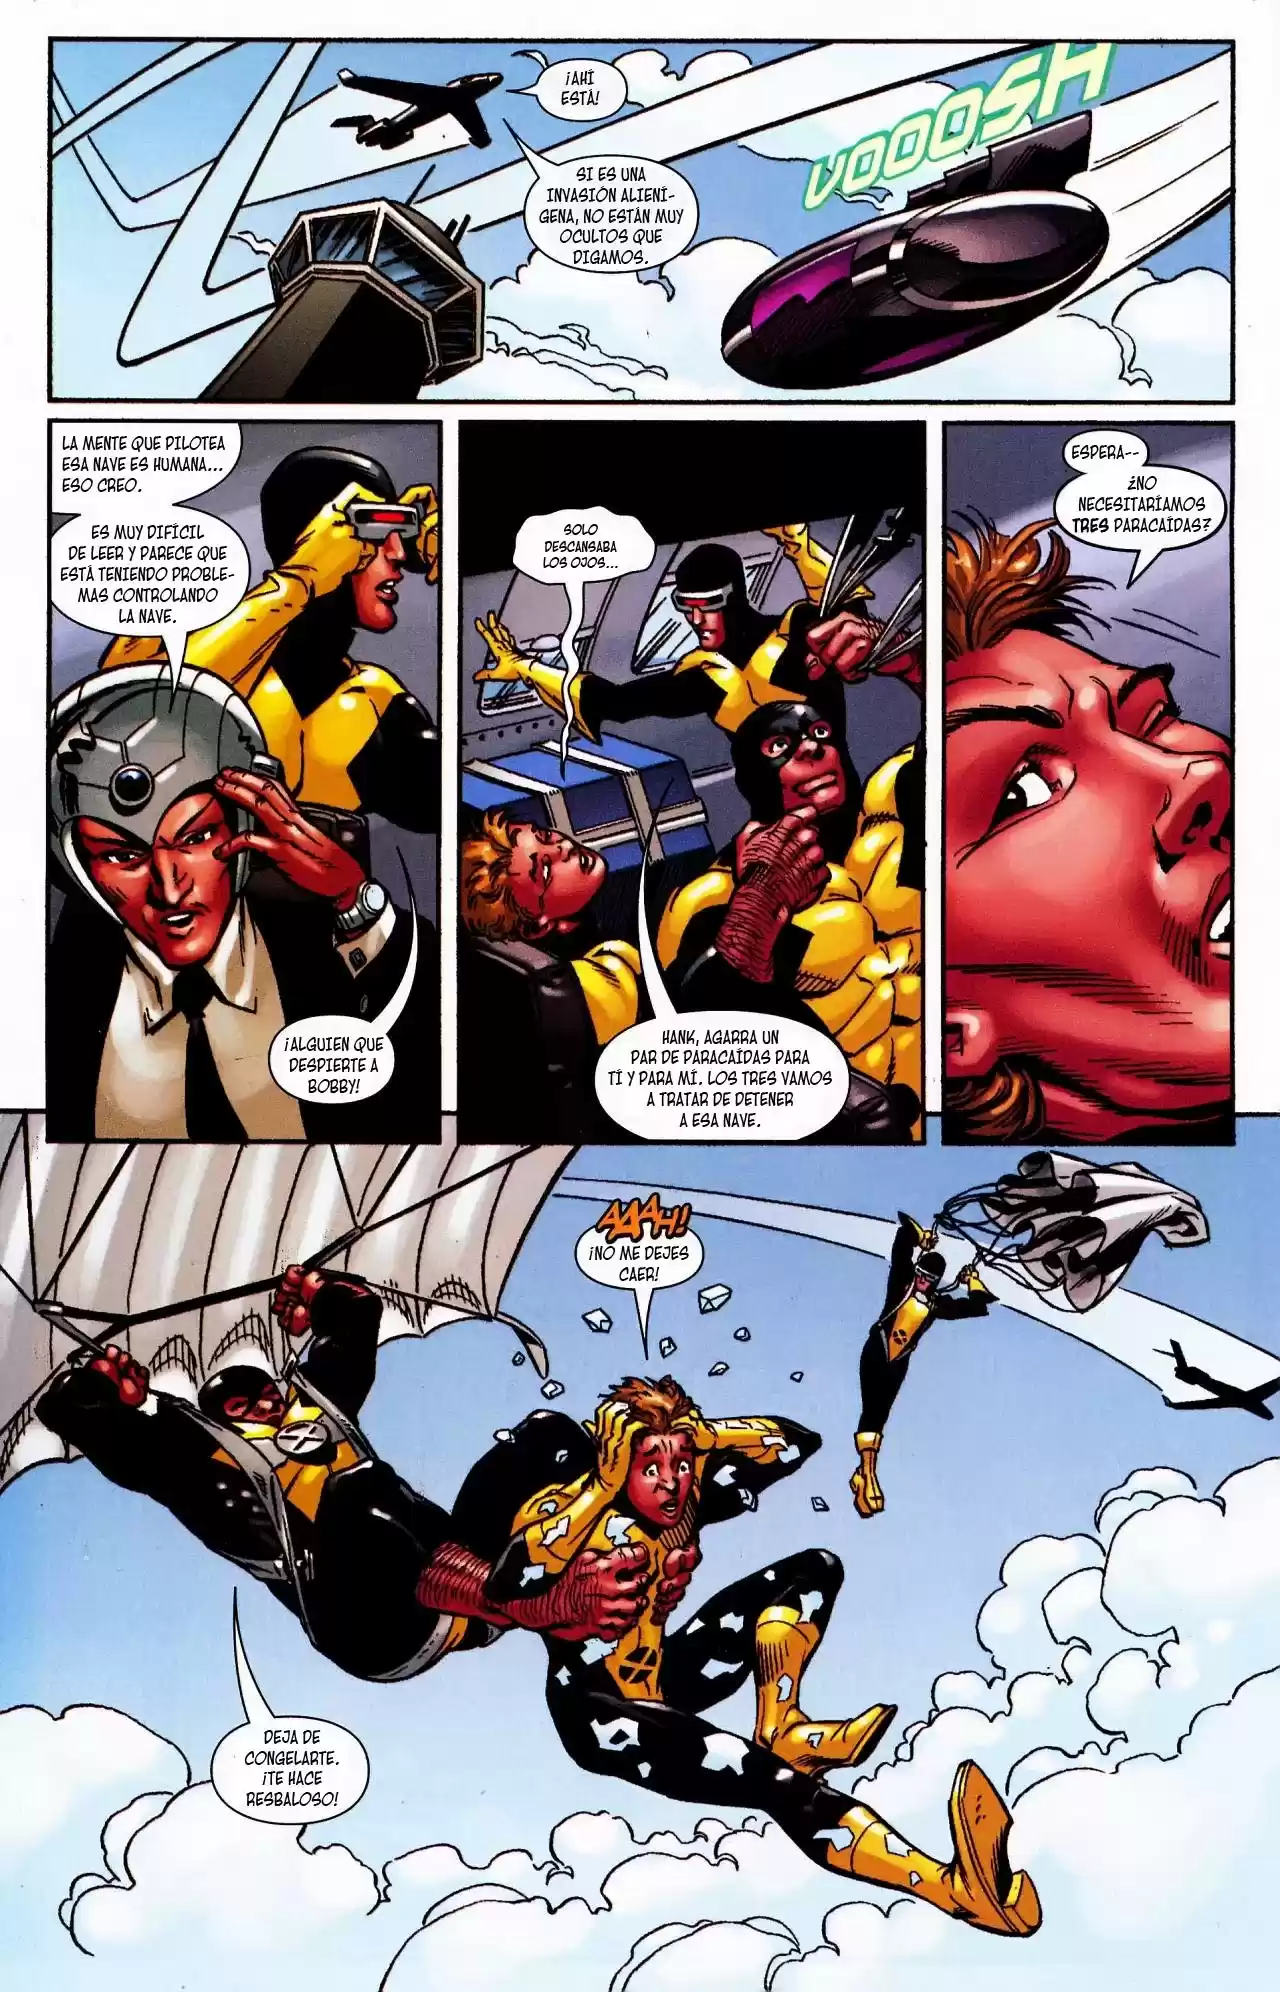 ¡AHÍ
ESTÁ!
SI ES UNA
INVASIÓN ALIENÍ-
GENA, NO ESTÁN MUY
OCULTOS QUE
DIGAMOS.
VOOOSH
LA MENTE QUE PILOTEA
ESA NAVE ES HUMANA...
ESO CREO.
ES MUY DIFÍCIL
DE LEER Y PARECE QUE
ESTÁ TENIENDO PROBLE-
MAS CONTROLANDO
LA NAVE.
¡ALGUIEN QUE
DESPIERTE A
BOBBY!
SOLO
DESCANSABA
LOS OJOS...
HANK, AGARRA UN
PAR DE PARACAÍDAS PARA
TÍ Y PARA MÍ. LOS TRES VAMOS
A TRATAR DE DETENER
A ESA NAVE.
ESPERA--
¿NO
NECESITARÍAMOS
TRES PARACAÍDAS?
AAAH!
¡NO ME DEJES
CAER!
DEJA DE
CONGELARTE.
¡TE HACE
RESBALOSO!